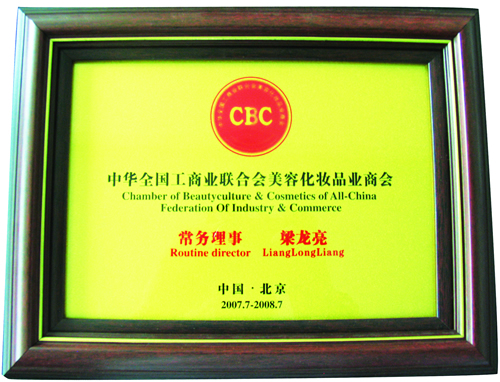 CBC
中华全国工商业联合会美容化妆品业商会
Chamber of Beautyculture & Cosmetics of All-China
Federation Of Industry & Commerce
常务理事 梁龙亮
Routine director LiangLongLiang
中国·北京
2007.7-2008.7